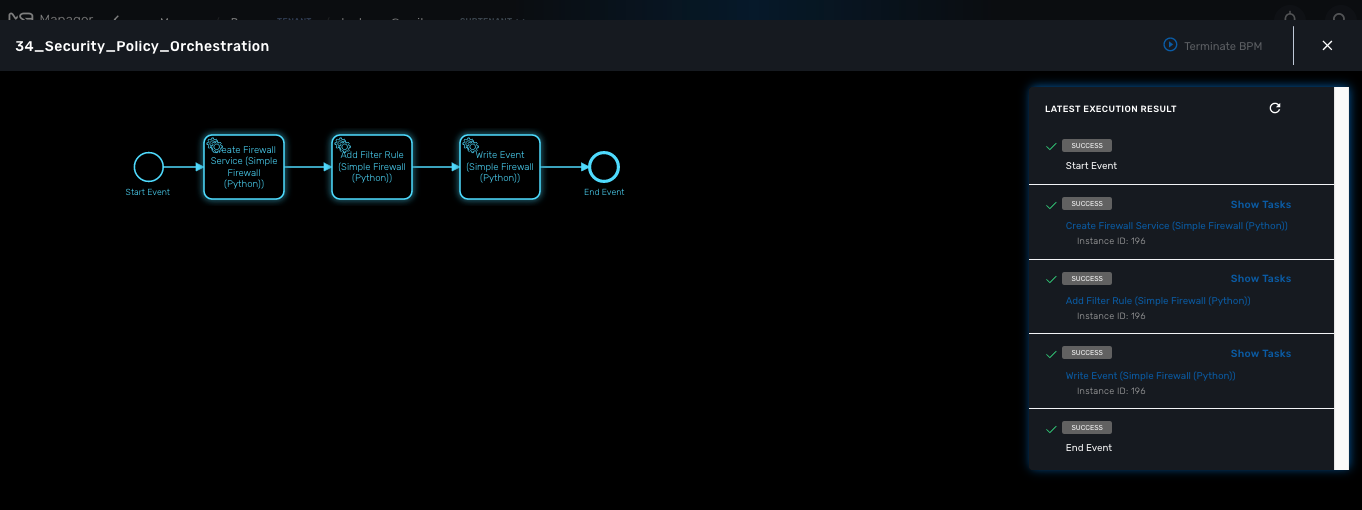 Manager
34_Security_Policy_Orchestration
Terminate BPM
Start Event
Create Firewall
Service (Simple
Firewall
(Python))
Add Filter Rule
(Simple Firewall
(Python))
Write Event
(Simple Firewall
(Python))
End Event
LATEST EXECUTION RESULT
SUCCESS
Start Event
SUCCESS
Show Tasks
Create Firewall Service (Simple Firewall (Python))
Instance ID: 196
SUCCESS
Show Tasks
Add Filter Rule (Simple Firewall (Python))
Instance ID: 196
SUCCESS
Show Tasks
Write Event (Simple Firewall (Python))
Instance ID: 196
SUCCESS
End Event